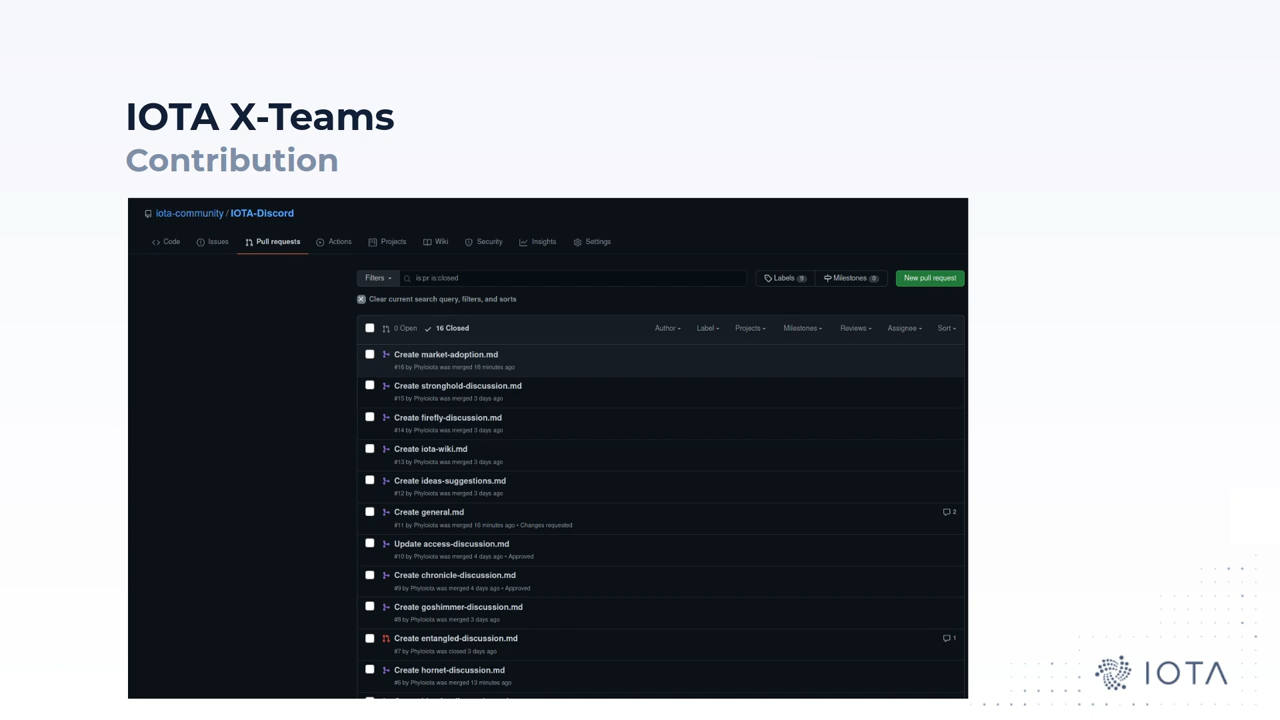 IOTA X-Teams
Contribution
iota-community / IOTA-Discord
Code Issues Pull requests Actions Projects Wiki Security Insights Settings
Filters is:pr is:closed Labels 9 Milestones 0 New pull request
Clear current search query, filters, and sorts
0 Open 16 Closed Author Label Projects Milestones Reviews Assignee Sort
Create market-adoption.md
#16 by Phyloiota was merged 18 minutes ago
Create stronghold-discussion.md
#15 by Phyloiota was merged 3 days ago
Create firefly-discussion.md
#14 by Phyloiota was merged 3 days ago
Create iota-wiki.md
#13 by Phyloiota was merged 3 days ago
Create ideas-suggestions.md
#12 by Phyloiota was merged 3 days ago
Create general.md 2
#11 by Phyloiota was merged 16 minutes ago • Changes requested
Update access-discussion.md
#10 by Phyloiota was merged 4 days ago • Approved
Create chronicle-discussion.md
#9 by Phyloiota was merged 4 days ago • Approved
Create goshimmer-discussion.md
#8 by Phyloiota was merged 3 days ago
Create entangled-discussion.md 1
#7 by Phyloiota was closed 3 days ago
Create hornet-discussion.md
#6 by Phyloiota was merged 13 minutes ago
IOTA